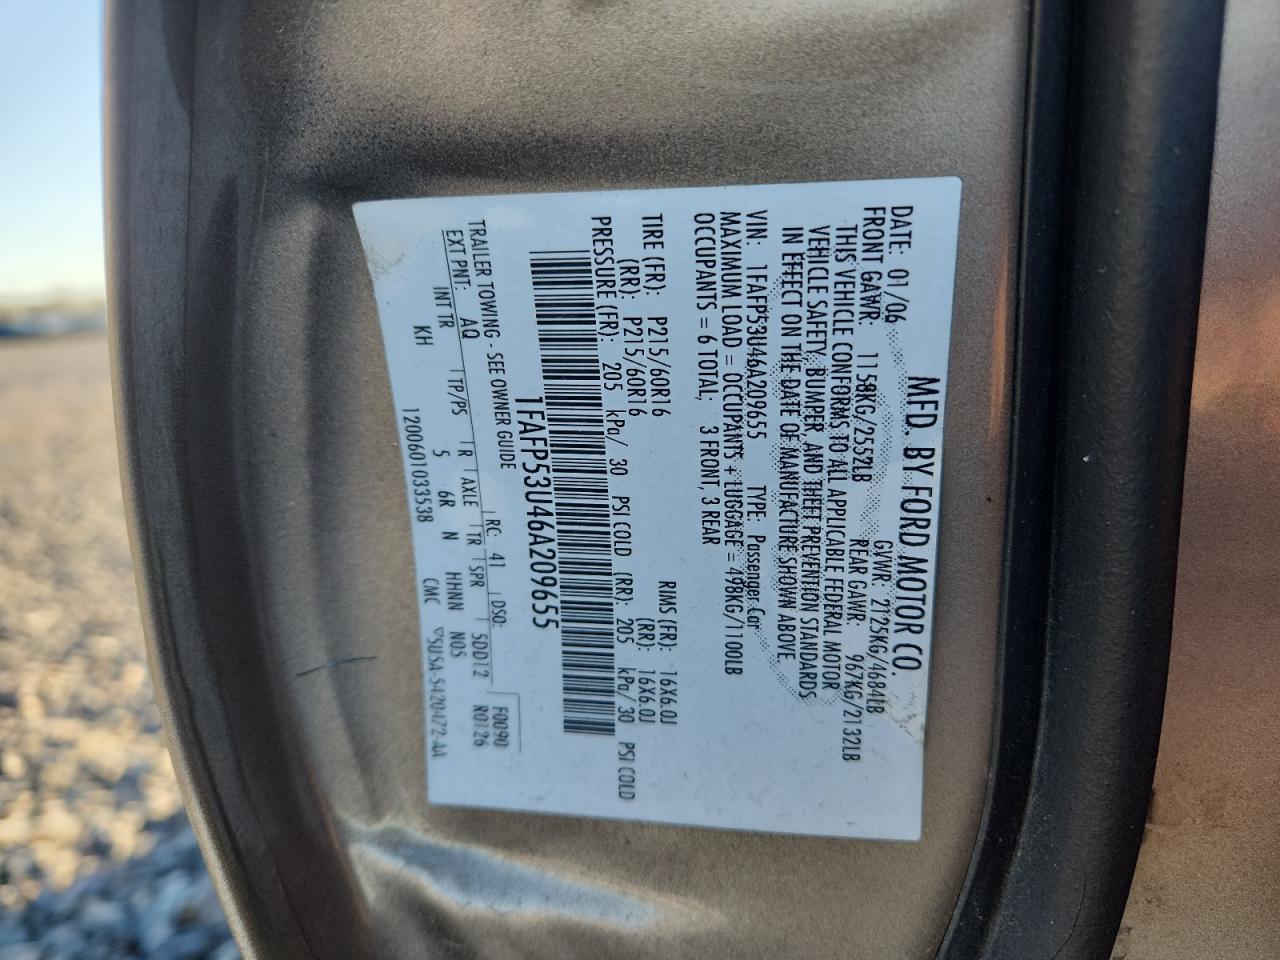 MFD. BY FORD MOTOR CO.
DATE: 01/06 GVWR: 2125KG/4684LB
FRONT GAWR: 1158KG/2552LB REAR GAWR: 967KG/2132LB
THIS VEHICLE CONFORMS TO ALL APPLICABLE FEDERAL MOTOR
VEHICLE SAFETY, BUMPER, AND THEFT PREVENTION STANDARDS
IN EFFECT ON THE DATE OF MANUFACTURE SHOWN ABOVE
VIN: 1FAFP53U46A209655 TYPE: Passenger Car
MAXIMUM LOAD = OCCUPANTS + LUGGAGE = 498KG/1100LB
OCCUPANTS = 6 TOTAL, 3 FRONT, 3 REAR
TIRE (FR): P215/60R16 RIMS (FR): 16X6.0J
(RR): P215/60R16 (RR): 16X6.0J
PRESSURE (FR): 205 kPa/ 30 PSI COLD (RR): 205 kPa/ 30 PSI COLD
1FAFP53U46A209655
TRAILER TOWING - SEE OWNER GUIDE RC: 41 DSO: F0090
EXT PNT: AQ 5DD12 R0126
INT TR TP/PS R AXLE TR SPR
KH 5 6R N HHNN N05
1200601033538 CMC ▽SU5A-5420472-AA